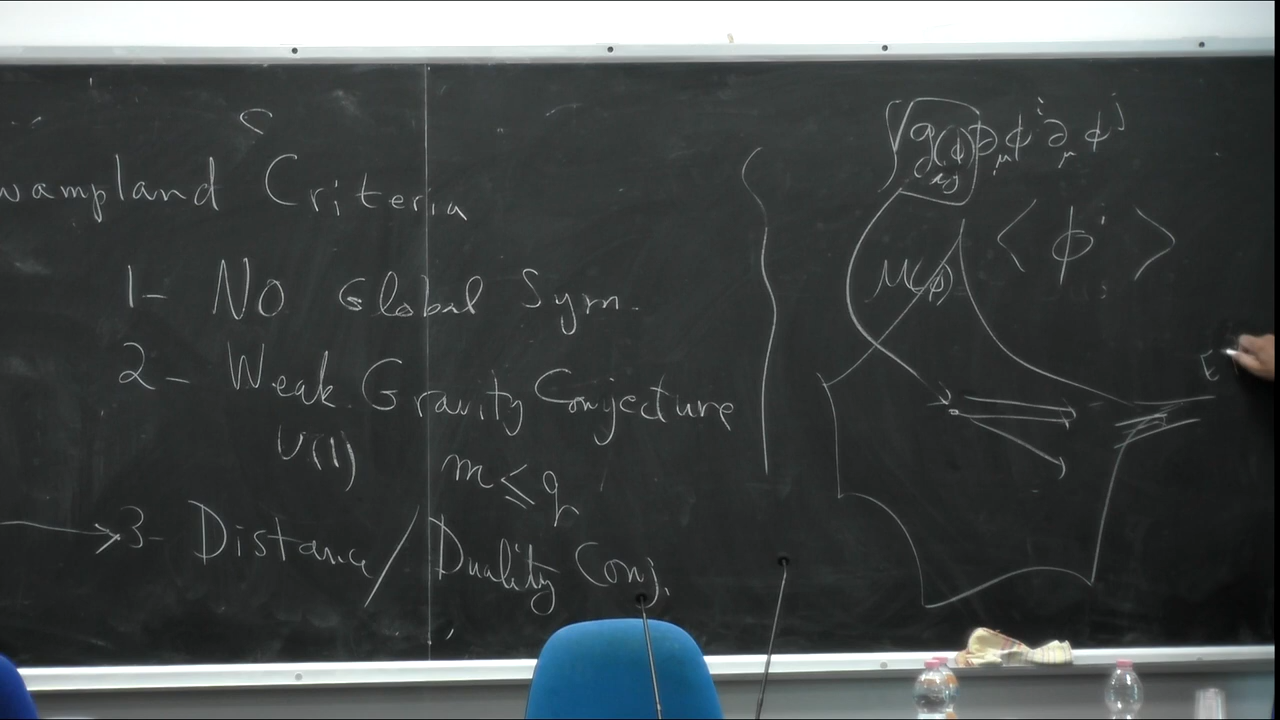 wampland Criteria
1- No Global Sym.
2- Weak Gravity Conjecture
U(1) m ≤ q
3- Distance / Duality Conj.
∫ g_ij(ϕ) ∂_μ ϕ^i ∂_μ ϕ^j
< ϕ^i >
M(ϕ)
E